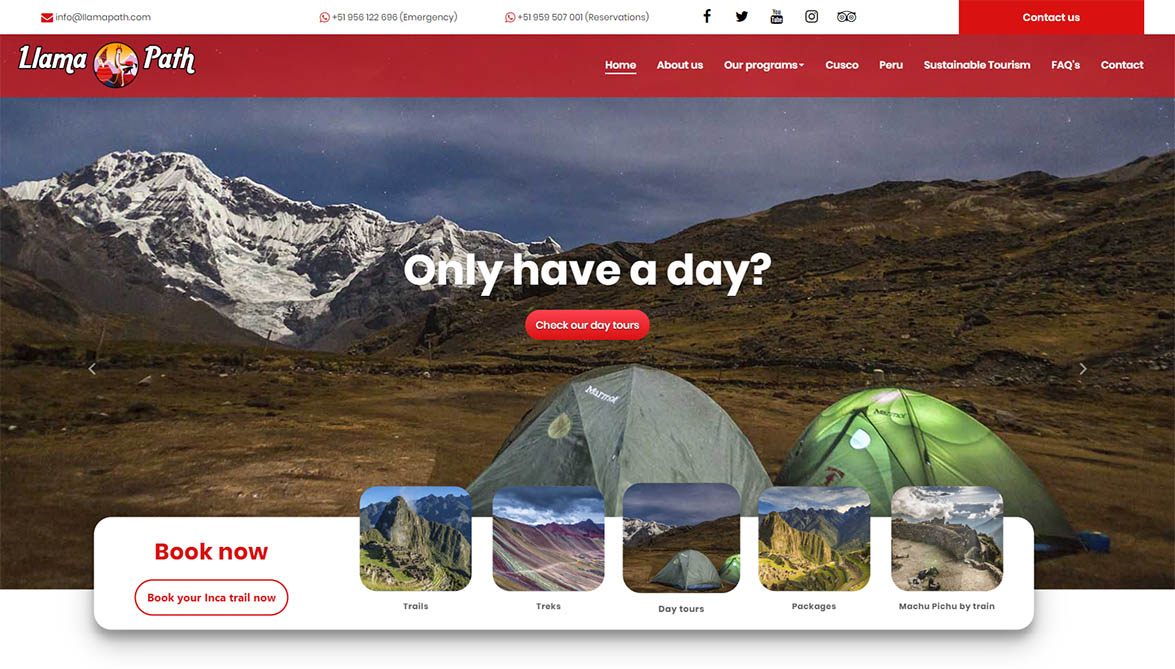 info@llamapath.com
+51 956 122 696 (Emergency)
+51 959 507 001 (Reservations)
You
Tube
Contact us
Llama Path
Home
About us
Our programs
Cusco
Peru
Sustainable Tourism
FAQ's
Contact
Only have a day?
Check our day tours
Marmot
Marmot
Book now
Book your Inca trail now
Trails
Treks
Day tours
Packages
Machu Pichu by train